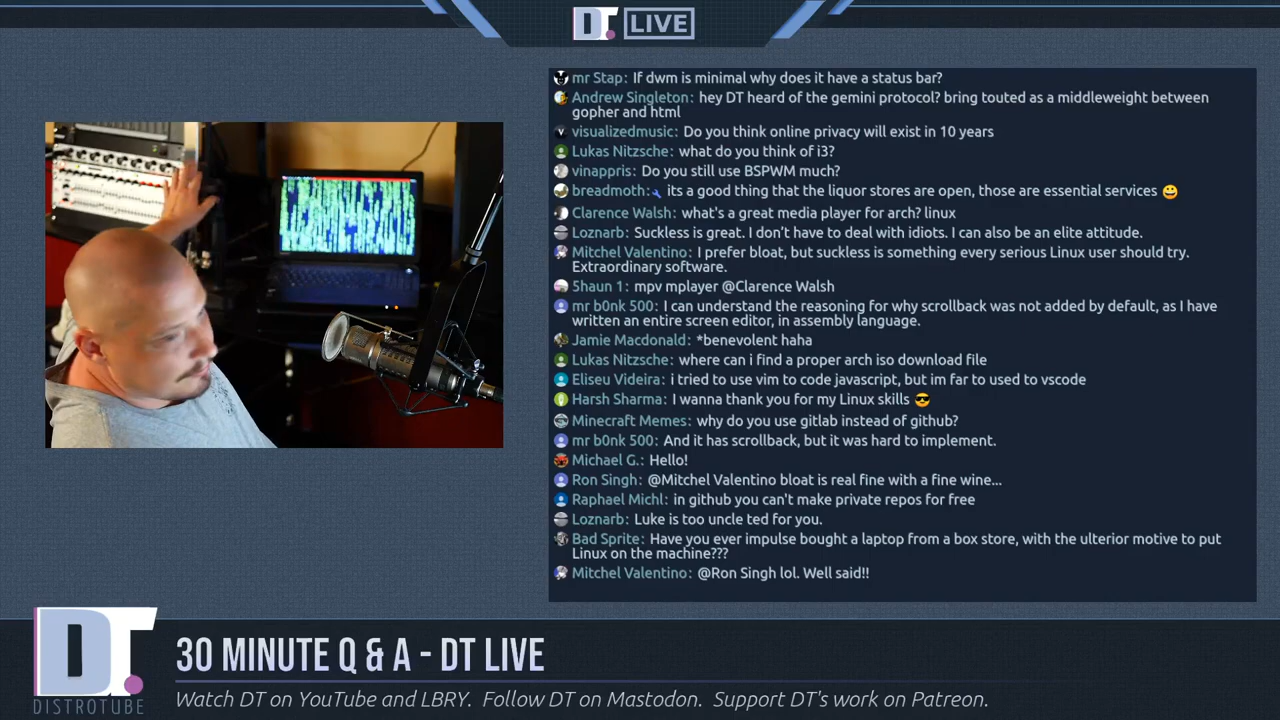 DT. LIVE
mr Stap: If dwm is minimal why does it have a status bar?
Andrew Singleton: hey DT heard of the gemini protocol? bring touted as a middleweight between
gopher and html
visualizedmusic: Do you think online privacy will exist in 10 years
Lukas Nitzsche: what do you think of i3?
vinappris: Do you still use BSPWM much?
breadmoth: its a good thing that the liquor stores are open, those are essential services 😀
Clarence Walsh: what's a great media player for arch? linux
Loznarb: Suckless is great. I don't have to deal with idiots. I can also be an elite attitude.
Mitchel Valentino: I prefer bloat, but suckless is something every serious Linux user should try.
Extraordinary software.
5haun 1: mpv mplayer @Clarence Walsh
mr b0nk 500: I can understand the reasoning for why scrollback was not added by default, as I have
written an entire screen editor, in assembly language.
Jamie Macdonald: *benevolent haha
Lukas Nitzsche: where can i find a proper arch iso download file
Eliseu Videira: i tried to use vim to code javascript, but im far to used to vscode
Harsh Sharma: I wanna thank you for my Linux skills 😎
Minecraft Memes: why do you use gitlab instead of github?
mr b0nk 500: And it has scrollback, but it was hard to implement.
Michael G.: Hello!
Ron Singh: @Mitchel Valentino bloat is real fine with a fine wine...
Raphael Michl: in github you can't make private repos for free
Loznarb: Luke is too uncle ted for you.
Bad Sprite: Have you ever impulse bought a laptop from a box store, with the ulterior motive to put
Linux on the machine???
Mitchel Valentino: @Ron Singh lol. Well said!!
DT.
DISTROTUBE
30 MINUTE Q & A - DT LIVE
Watch DT on YouTube and LBRY. Follow DT on Mastodon. Support DT's work on Patreon.